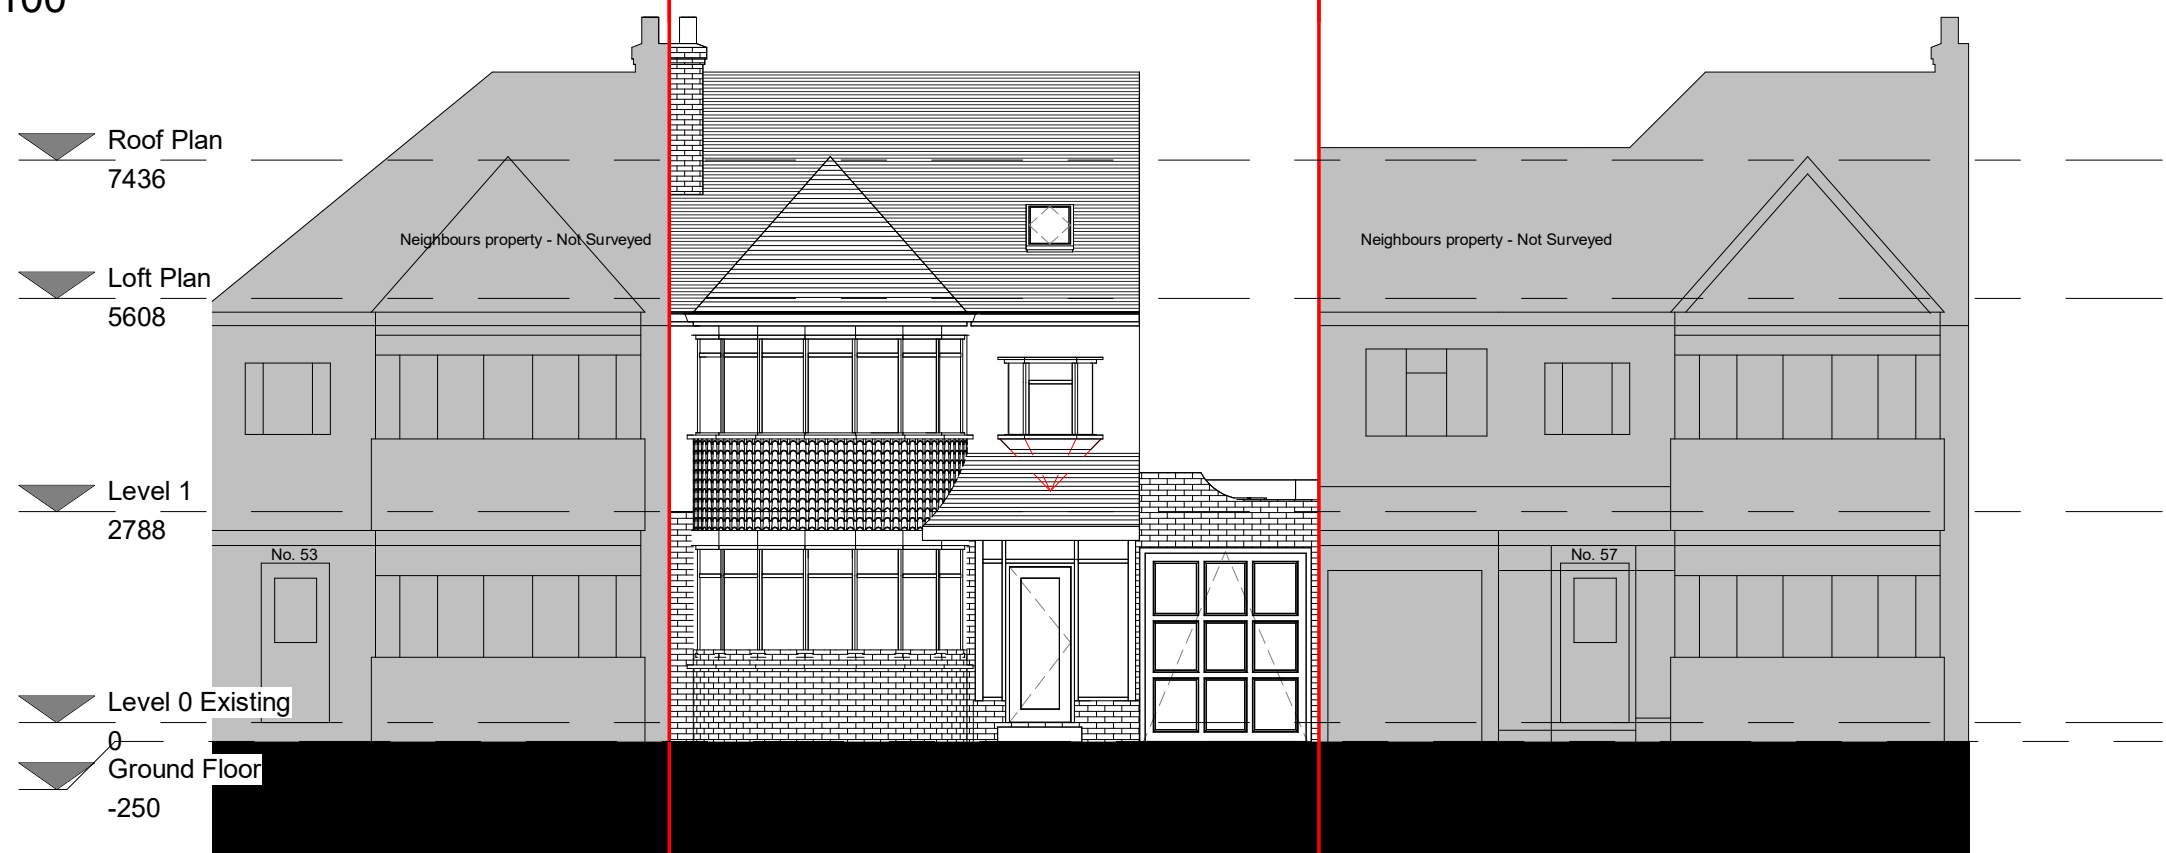 100
Roof Plan
7436
Neighbours property - Not Surveyed
Neighbours property - Not Surveyed
Loft Plan
5608
Level 1
2788
No. 53
No. 57
Level 0 Existing
0
Ground Floor
-250